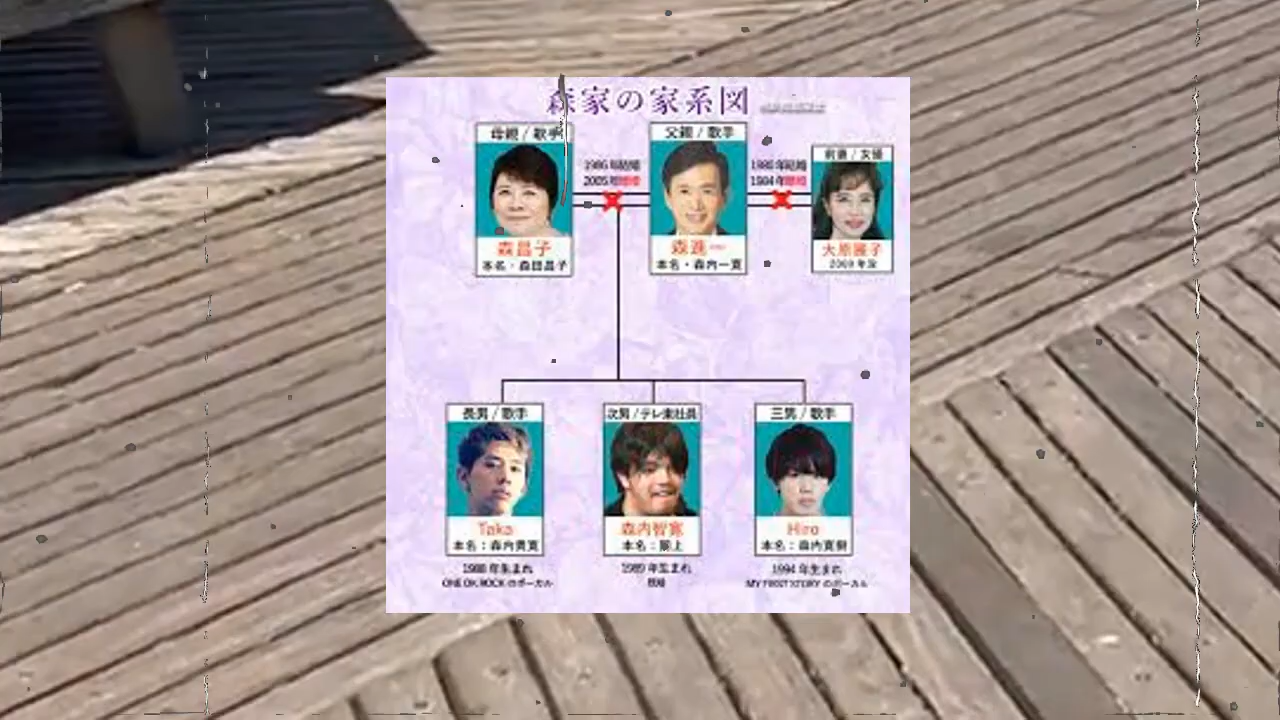 森家の家系図
母親 / 歌手
父親 / 歌手
前妻 / 女優
1986年結婚
2005年離婚
1980年結婚
1984年離婚
森昌子
本名・森田昌子
森進一
本名・森内一寛
大原麗子
2009年没
長男 / 歌手
次男 / テレ東社員
三男 / 歌手
Taka
本名：森内貴寛
森内智寛
本名：同上
Hiro
本名：森内寛樹
1988年生まれ
ONE OK ROCKのボーカル
1989年生まれ
既婚
1994年生まれ
MY FIRST STORYのボーカル